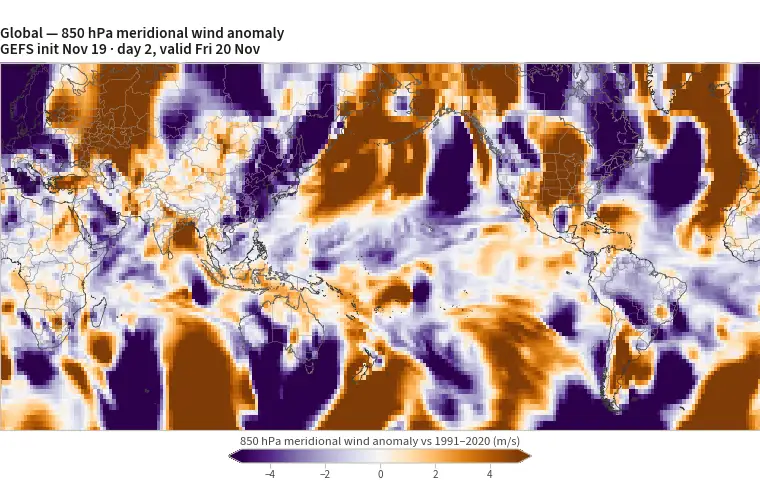 Global — 850 hPa meridional wind anomaly
GEFS init Nov 19 · day 2, valid Fri 20 Nov
850 hPa meridional wind anomaly vs 1991–2020 (m/s)
−4 −2 0 2 4